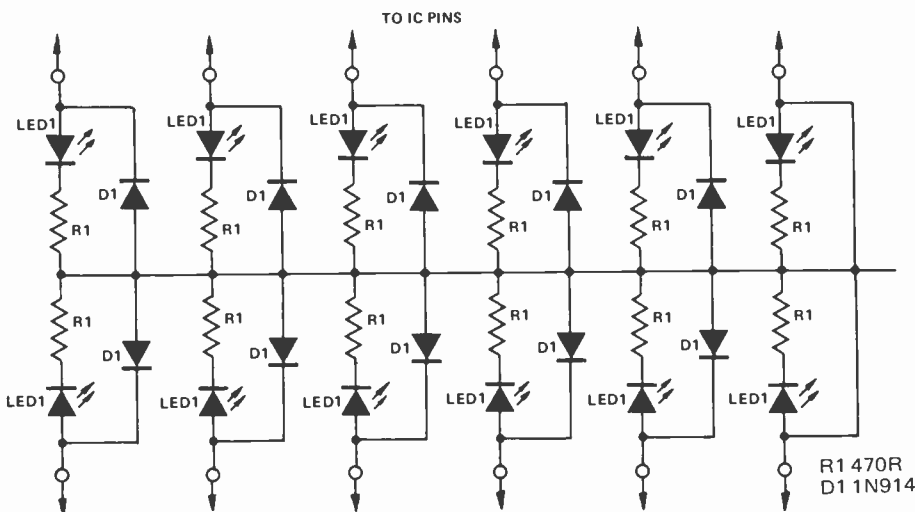 TO IC PINS
LED1 LED1 LED1 LED1 LED1 LED1
D1 D1 D1 D1 D1
R1 R1 R1 R1 R1 R1
R1 R1 R1 R1 R1 R1
D1 D1 D1 D1 D1
LED1 LED1 LED1 LED1 LED1 LED1
R1 470R
D1 1N914